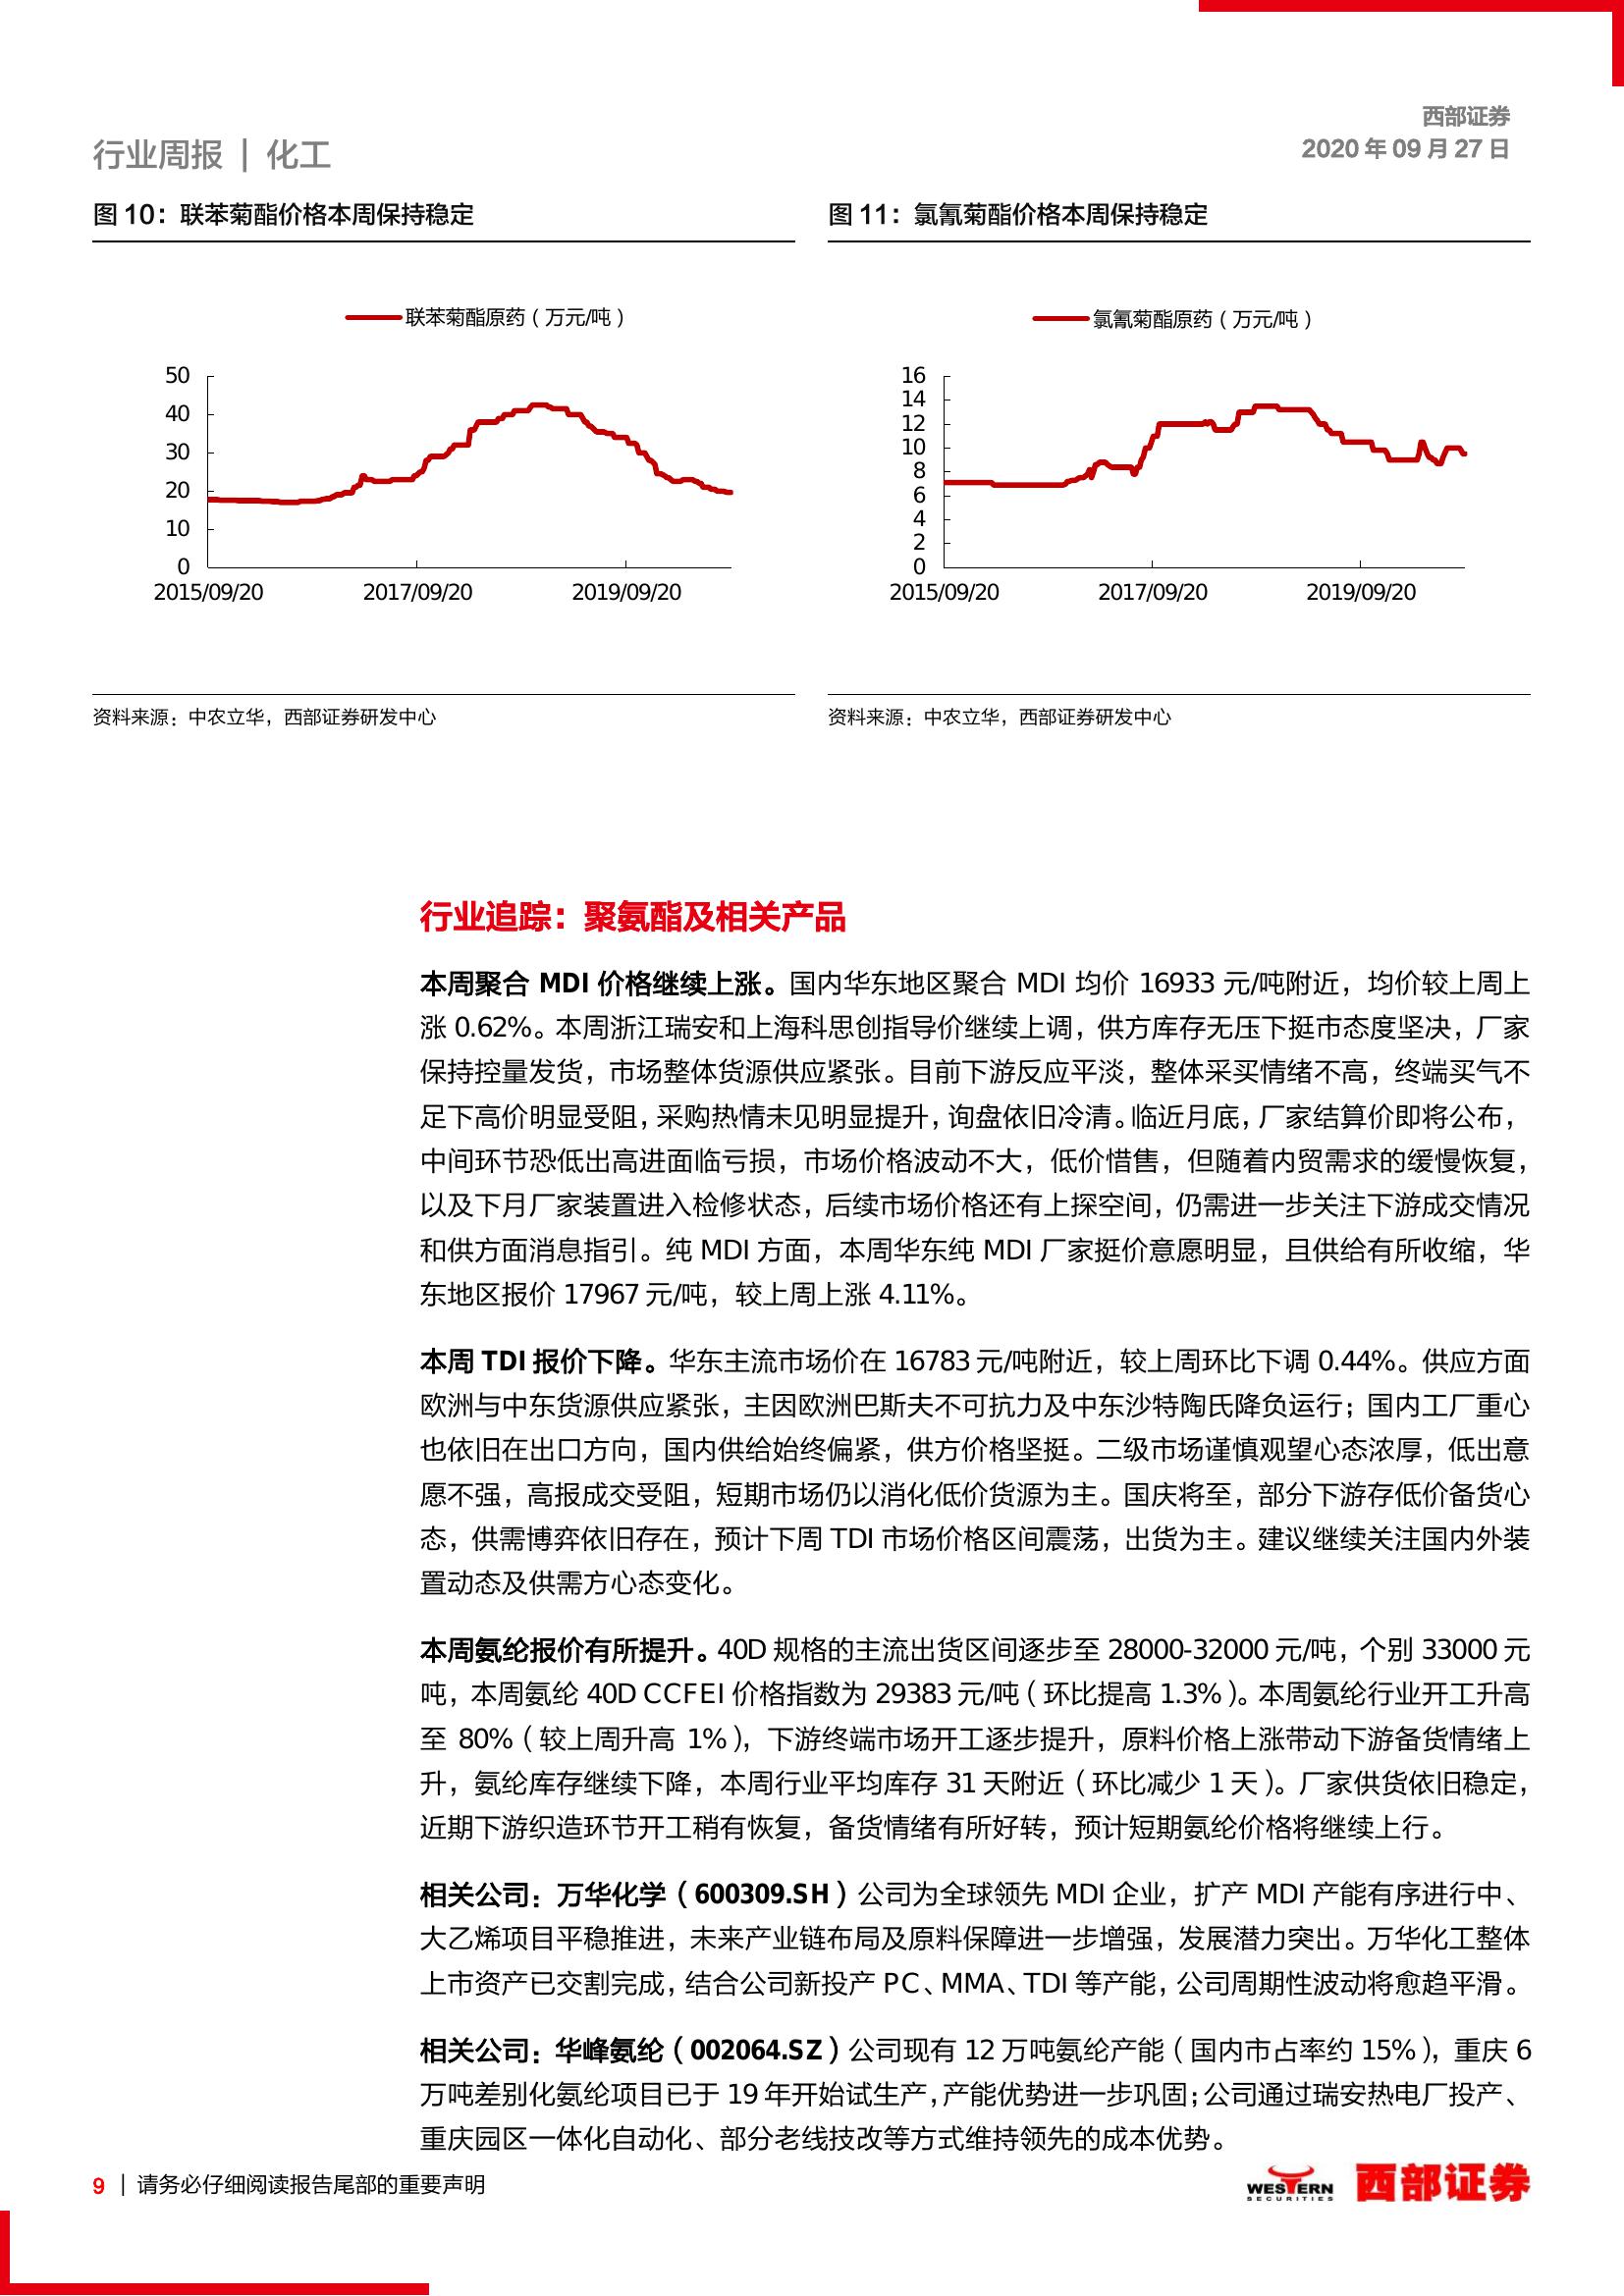 西部证券
2020 年 09 月 27 日
行业周报 | 化工
图 10：联苯菊酯价格本周保持稳定
联苯菊酯原药（万元/吨）
50
40
30
20
10
0
2015/09/20 2017/09/20 2019/09/20
资料来源：中农立华，西部证券研发中心
图 11：氯氰菊酯价格本周保持稳定
氯氰菊酯原药（万元/吨）
16
14
12
10
8
6
4
2
0
2015/09/20 2017/09/20 2019/09/20
资料来源：中农立华，西部证券研发中心
行业追踪：聚氨酯及相关产品
本周聚合 MDI 价格继续上涨。国内华东地区聚合 MDI 均价 16933 元/吨附近，均价较上周上
涨 0.62%。本周浙江瑞安和上海科思创指导价继续上调，供方库存无压下挺市态度坚决，厂家
保持控量发货，市场整体货源供应紧张。目前下游反应平淡，整体采买情绪不高，终端买气不
足下高价明显受阻，采购热情未见明显提升，询盘依旧冷清。临近月底，厂家结算价即将公布，
中间环节恐低出高进面临亏损，市场价格波动不大，低价惜售，但随着内贸需求的缓慢恢复，
以及下月厂家装置进入检修状态，后续市场价格还有上探空间，仍需进一步关注下游成交情况
和供方面消息指引。纯 MDI 方面，本周华东纯 MDI 厂家挺价意愿明显，且供给有所收缩，华
东地区报价 17967 元/吨，较上周上涨 4.11%。
本周 TDI 报价下降。华东主流市场价在 16783 元/吨附近，较上周环比下调 0.44%。供应方面
欧洲与中东货源供应紧张，主因欧洲巴斯夫不可抗力及中东沙特陶氏降负运行；国内工厂重心
也依旧在出口方向，国内供给始终偏紧，供方价格坚挺。二级市场谨慎观望心态浓厚，低出意
愿不强，高报成交受阻，短期市场仍以消化低价货源为主。国庆将至，部分下游存低价备货心
态，供需博弈依旧存在，预计下周 TDI 市场价格区间震荡，出货为主。建议继续关注国内外装
置动态及供需方心态变化。
本周氨纶报价有所提升。40D 规格的主流出货区间逐步至 28000-32000 元/吨，个别 33000 元
吨，本周氨纶 40D CCFEI 价格指数为 29383 元/吨（环比提高 1.3%）。本周氨纶行业开工升高
至 80%（较上周升高 1%），下游终端市场开工逐步提升，原料价格上涨带动下游备货情绪上
升，氨纶库存继续下降，本周行业平均库存 31 天附近（环比减少 1 天）。厂家供货依旧稳定，
近期下游织造环节开工稍有恢复，备货情绪有所好转，预计短期氨纶价格将继续上行。
相关公司：万华化学（600309.SH）公司为全球领先 MDI 企业，扩产 MDI 产能有序进行中、
大乙烯项目平稳推进，未来产业链布局及原料保障进一步增强，发展潜力突出。万华化工整体
上市资产已交割完成，结合公司新投产 PC、MMA、TDI 等产能，公司周期性波动将愈趋平滑。
相关公司：华峰氨纶（002064.SZ）公司现有 12 万吨氨纶产能（国内市占率约 15%），重庆 6
万吨差别化氨纶项目已于 19 年开始试生产，产能优势进一步巩固；公司通过瑞安热电厂投产、
重庆园区一体化自动化、部分老线技改等方式维持领先的成本优势。
9 | 请务必仔细阅读报告尾部的重要声明
WESTERN
SECURITIES
西部证券